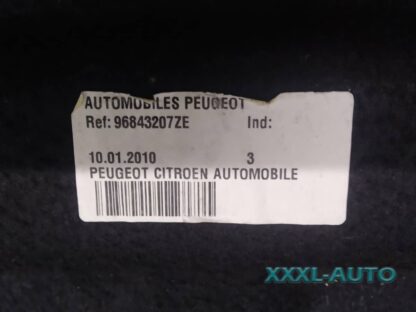 AUTOMOBILES PEUGEOT
Ref: 96843207ZE Ind:
10.01.2010 3
PEUGEOT CITROEN AUTOMOBILE
XXXL-AUTO